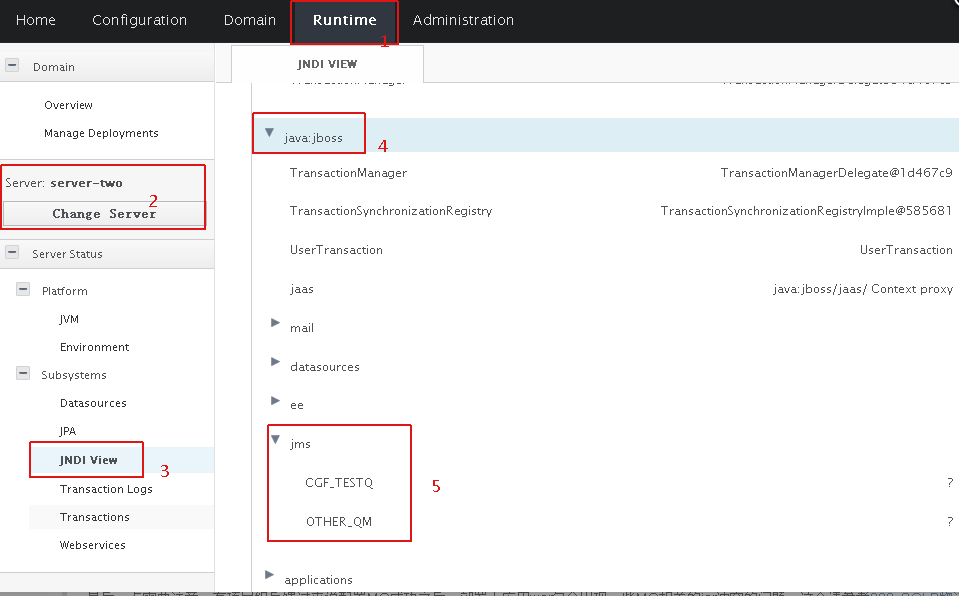 Home Configuration Domain Runtime Administration
1
Domain
Overview
Manage Deployments
Server: server-two
2
Change Server
Server Status
Platform
JVM
Environment
Subsystems
Datasources
JPA
JNDI View
3
Transaction Logs
Transactions
Webservices
JNDI VIEW
java:jboss
4
TransactionManager TransactionManagerDelegate@1d467c9
TransactionSynchronizationRegistry TransactionSynchronizationRegistryImple@585681
UserTransaction UserTransaction
jaas java:jboss/jaas/ Context proxy
mail
datasources
ee
jms
CGF_TESTQ ?
5
OTHER_QM ?
applications